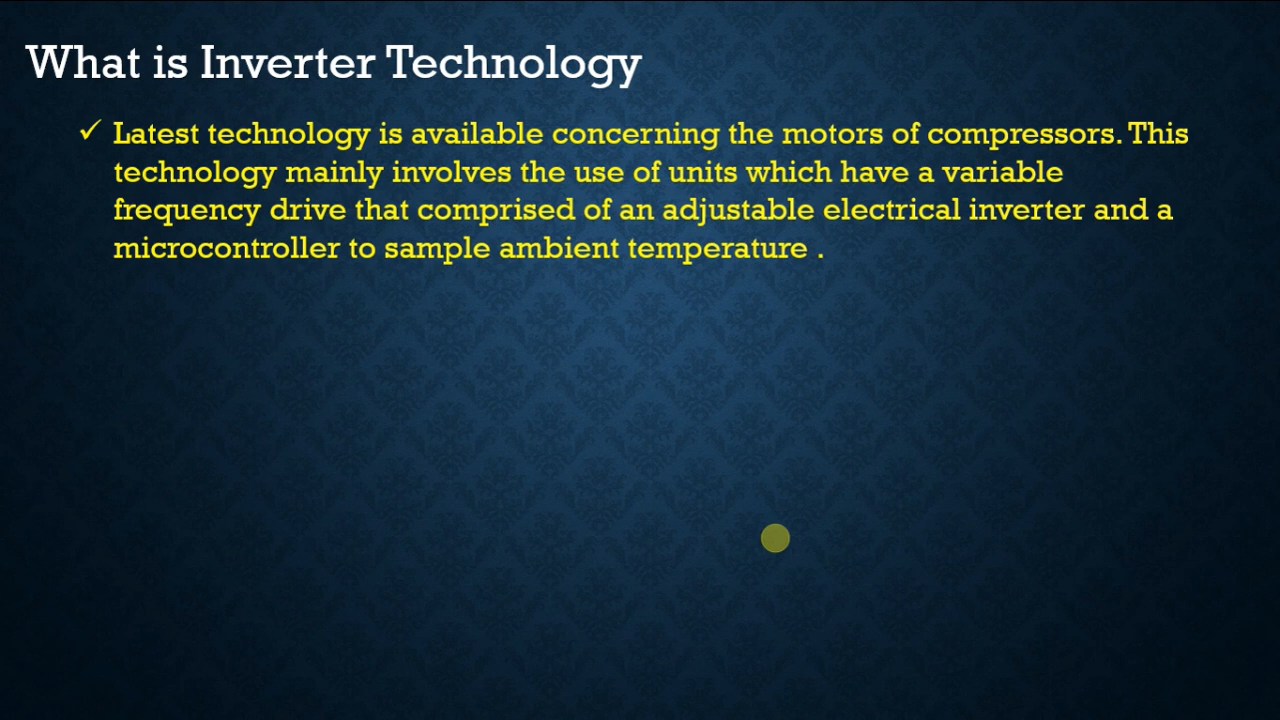 What is Inverter Technology
✓ Latest technology is available concerning the motors of compressors. This
technology mainly involves the use of units which have a variable
frequency drive that comprised of an adjustable electrical inverter and a
microcontroller to sample ambient temperature .